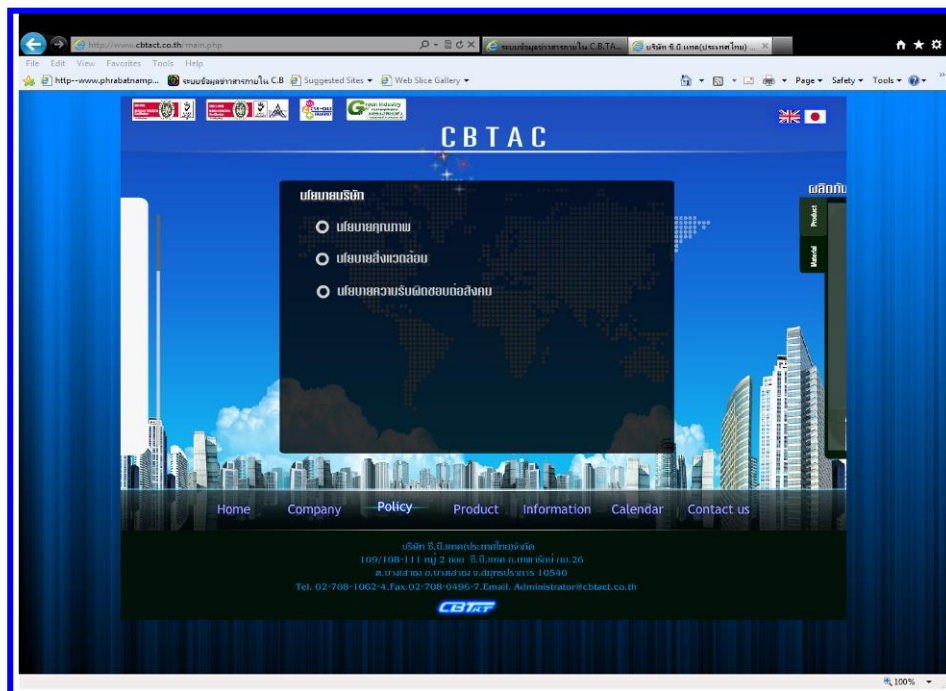 http://www.cbtact.co.th/main.php
ระบบข้อมูลข่าวสารภายใน C.B.TA...
บริษัท ซี.บี.แทค(ประเทศไทย) ...
File Edit View Favorites Tools Help
http--www.phrabatnamp... ระบบข้อมูลข่าวสารภายใน C.B Suggested Sites Web Slice Gallery Page Safety Tools
Green Industry
CBTAC
นโยบายบริษัท
ผลิตภั
นโยบายคุณภาพ
Product
นโยบายสิ่งแวดล้อม
Material
นโยบายความรับผิดชอบต่อสังคม
Home Company Policy Product Information Calendar Contact us
บริษัท ซี.บี.แทค(ประเทศไทย)จำกัด
109/108-111 หมู่ 2 ซอย ซี.บี.แทค ถ.เทพารักษ์ กม.26
ต.บางเสาธง อ.บางเสาธง จ.สมุทรปราการ 10540
Tel. 02-708-1062-4,Fax.02-708-0496-7,Email. Administrator@cbtact.co.th
CBTAT
100%